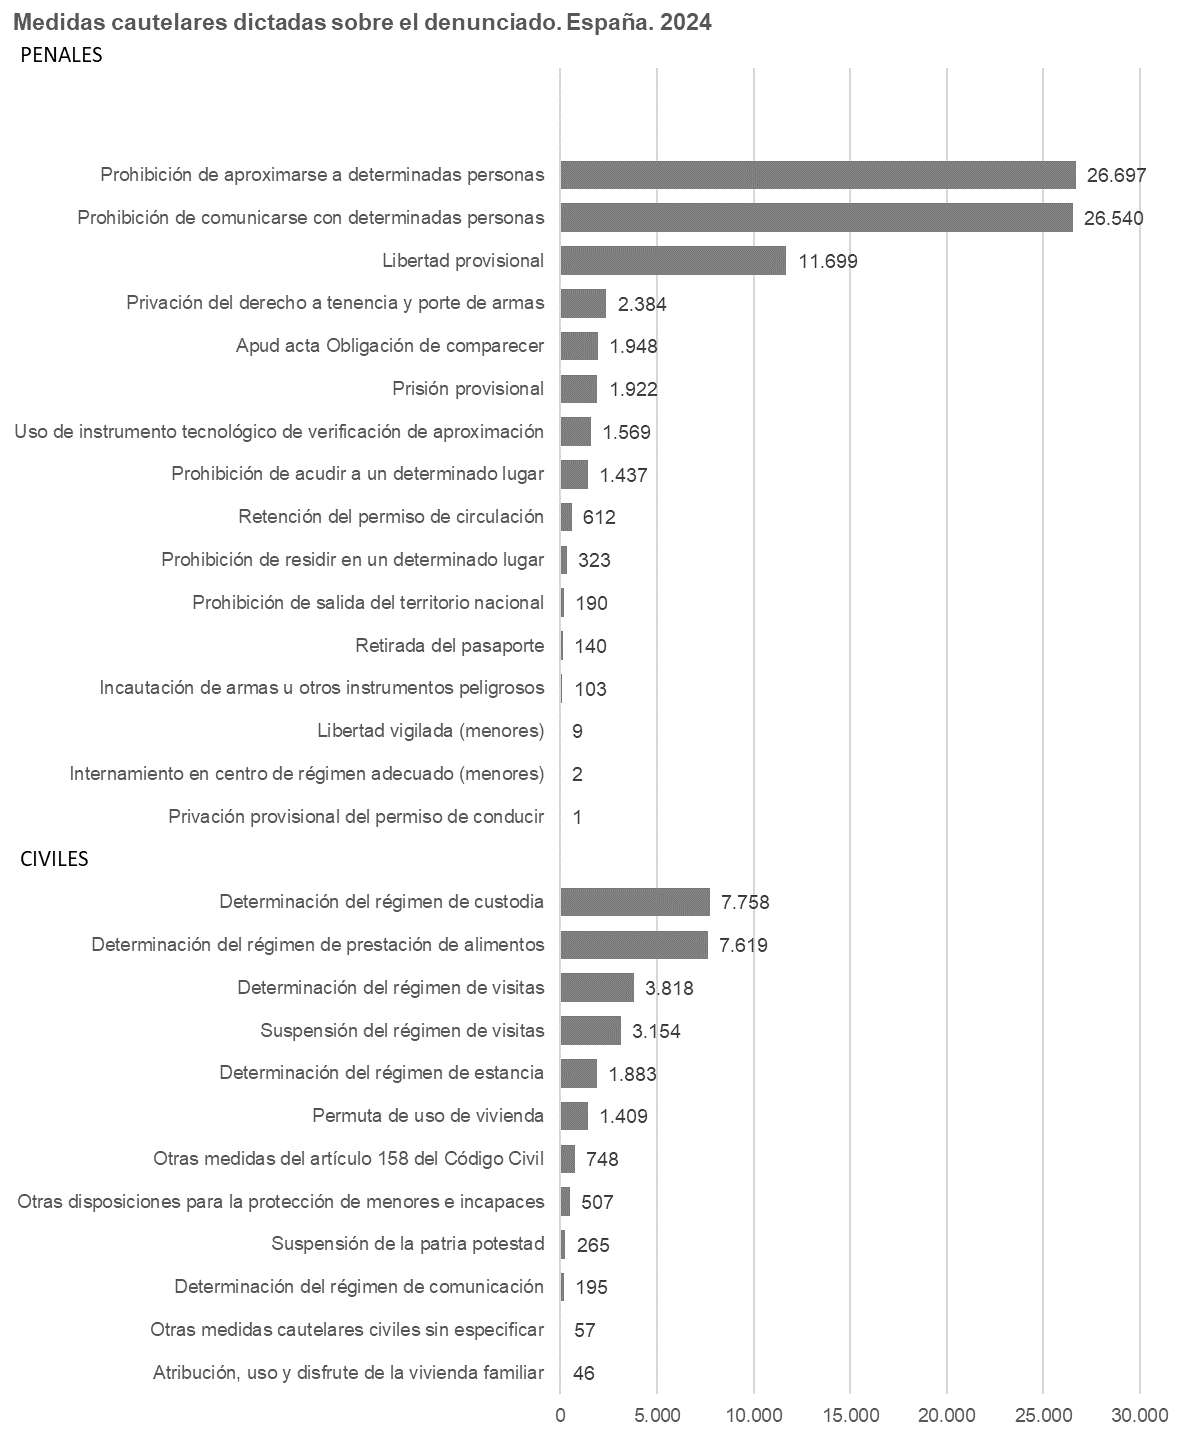 Medidas cautelares dictadas sobre el denunciado. España. 2024
PENALES
Prohibición de aproximarse a determinadas personas 26.697
Prohibición de comunicarse con determinadas personas 26.540
Libertad provisional 11.699
Privación del derecho a tenencia y porte de armas 2.384
Apud acta Obligación de comparecer 1.948
Prisión provisional 1.922
Uso de instrumento tecnológico de verificación de aproximación 1.569
Prohibición de acudir a un determinado lugar 1.437
Retención del permiso de circulación 612
Prohibición de residir en un determinado lugar 323
Prohibición de salida del territorio nacional 190
Retirada del pasaporte 140
Incautación de armas u otros instrumentos peligrosos 103
Libertad vigilada (menores) 9
Internamiento en centro de régimen adecuado (menores) 2
Privación provisional del permiso de conducir 1
CIVILES
Determinación del régimen de custodia 7.758
Determinación del régimen de prestación de alimentos 7.619
Determinación del régimen de visitas 3.818
Suspensión del régimen de visitas 3.154
Determinación del régimen de estancia 1.883
Permuta de uso de vivienda 1.409
Otras medidas del artículo 158 del Código Civil 748
Otras disposiciones para la protección de menores e incapaces 507
Suspensión de la patria potestad 265
Determinación del régimen de comunicación 195
Otras medidas cautelares civiles sin especificar 57
Atribución, uso y disfrute de la vivienda familiar 46
0 5.000 10.000 15.000 20.000 25.000 30.000